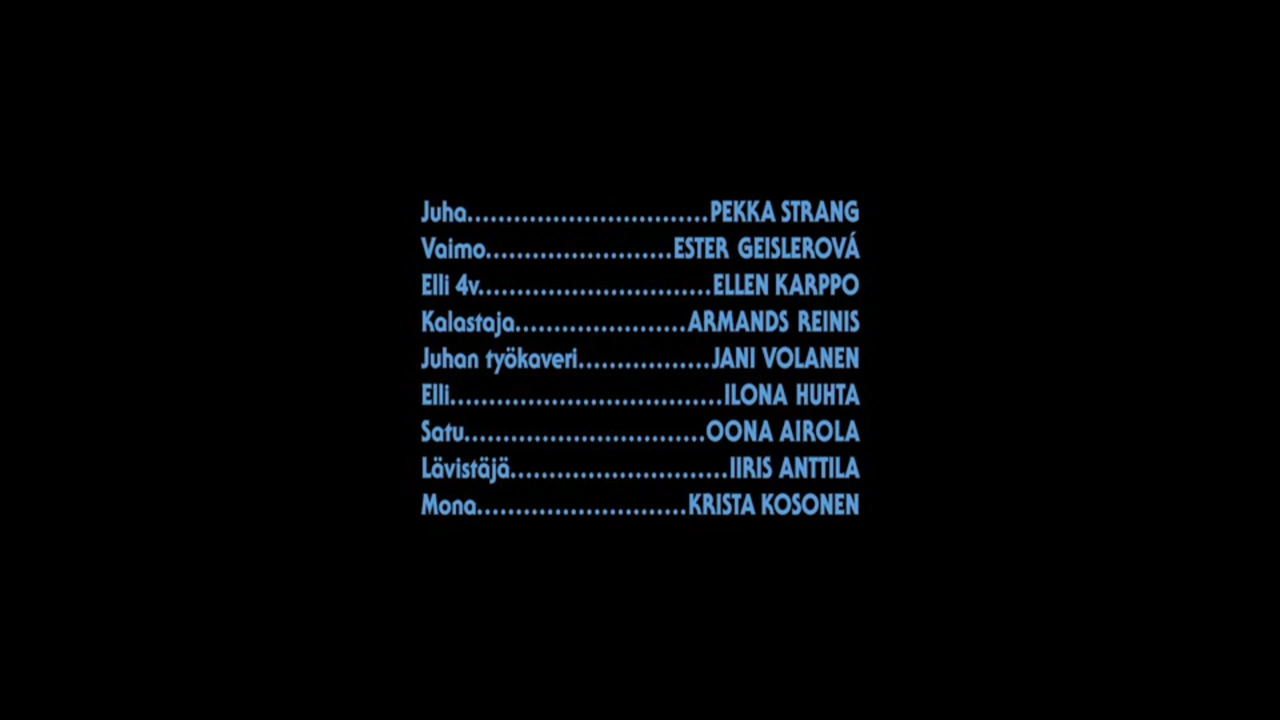 Juha...............................PEKKA STRANG
Vaimo........................ESTER GEISLEROVÁ
Elli 4v..............................ELLEN KARPPO
Kalastaja......................ARMANDS REINIS
Juhan työkaveri.................JANI VOLANEN
Elli...................................ILONA HUHTA
Satu...............................OONA AIROLA
Lävistäjä............................IIRIS ANTTILA
Mona...........................KRISTA KOSONEN